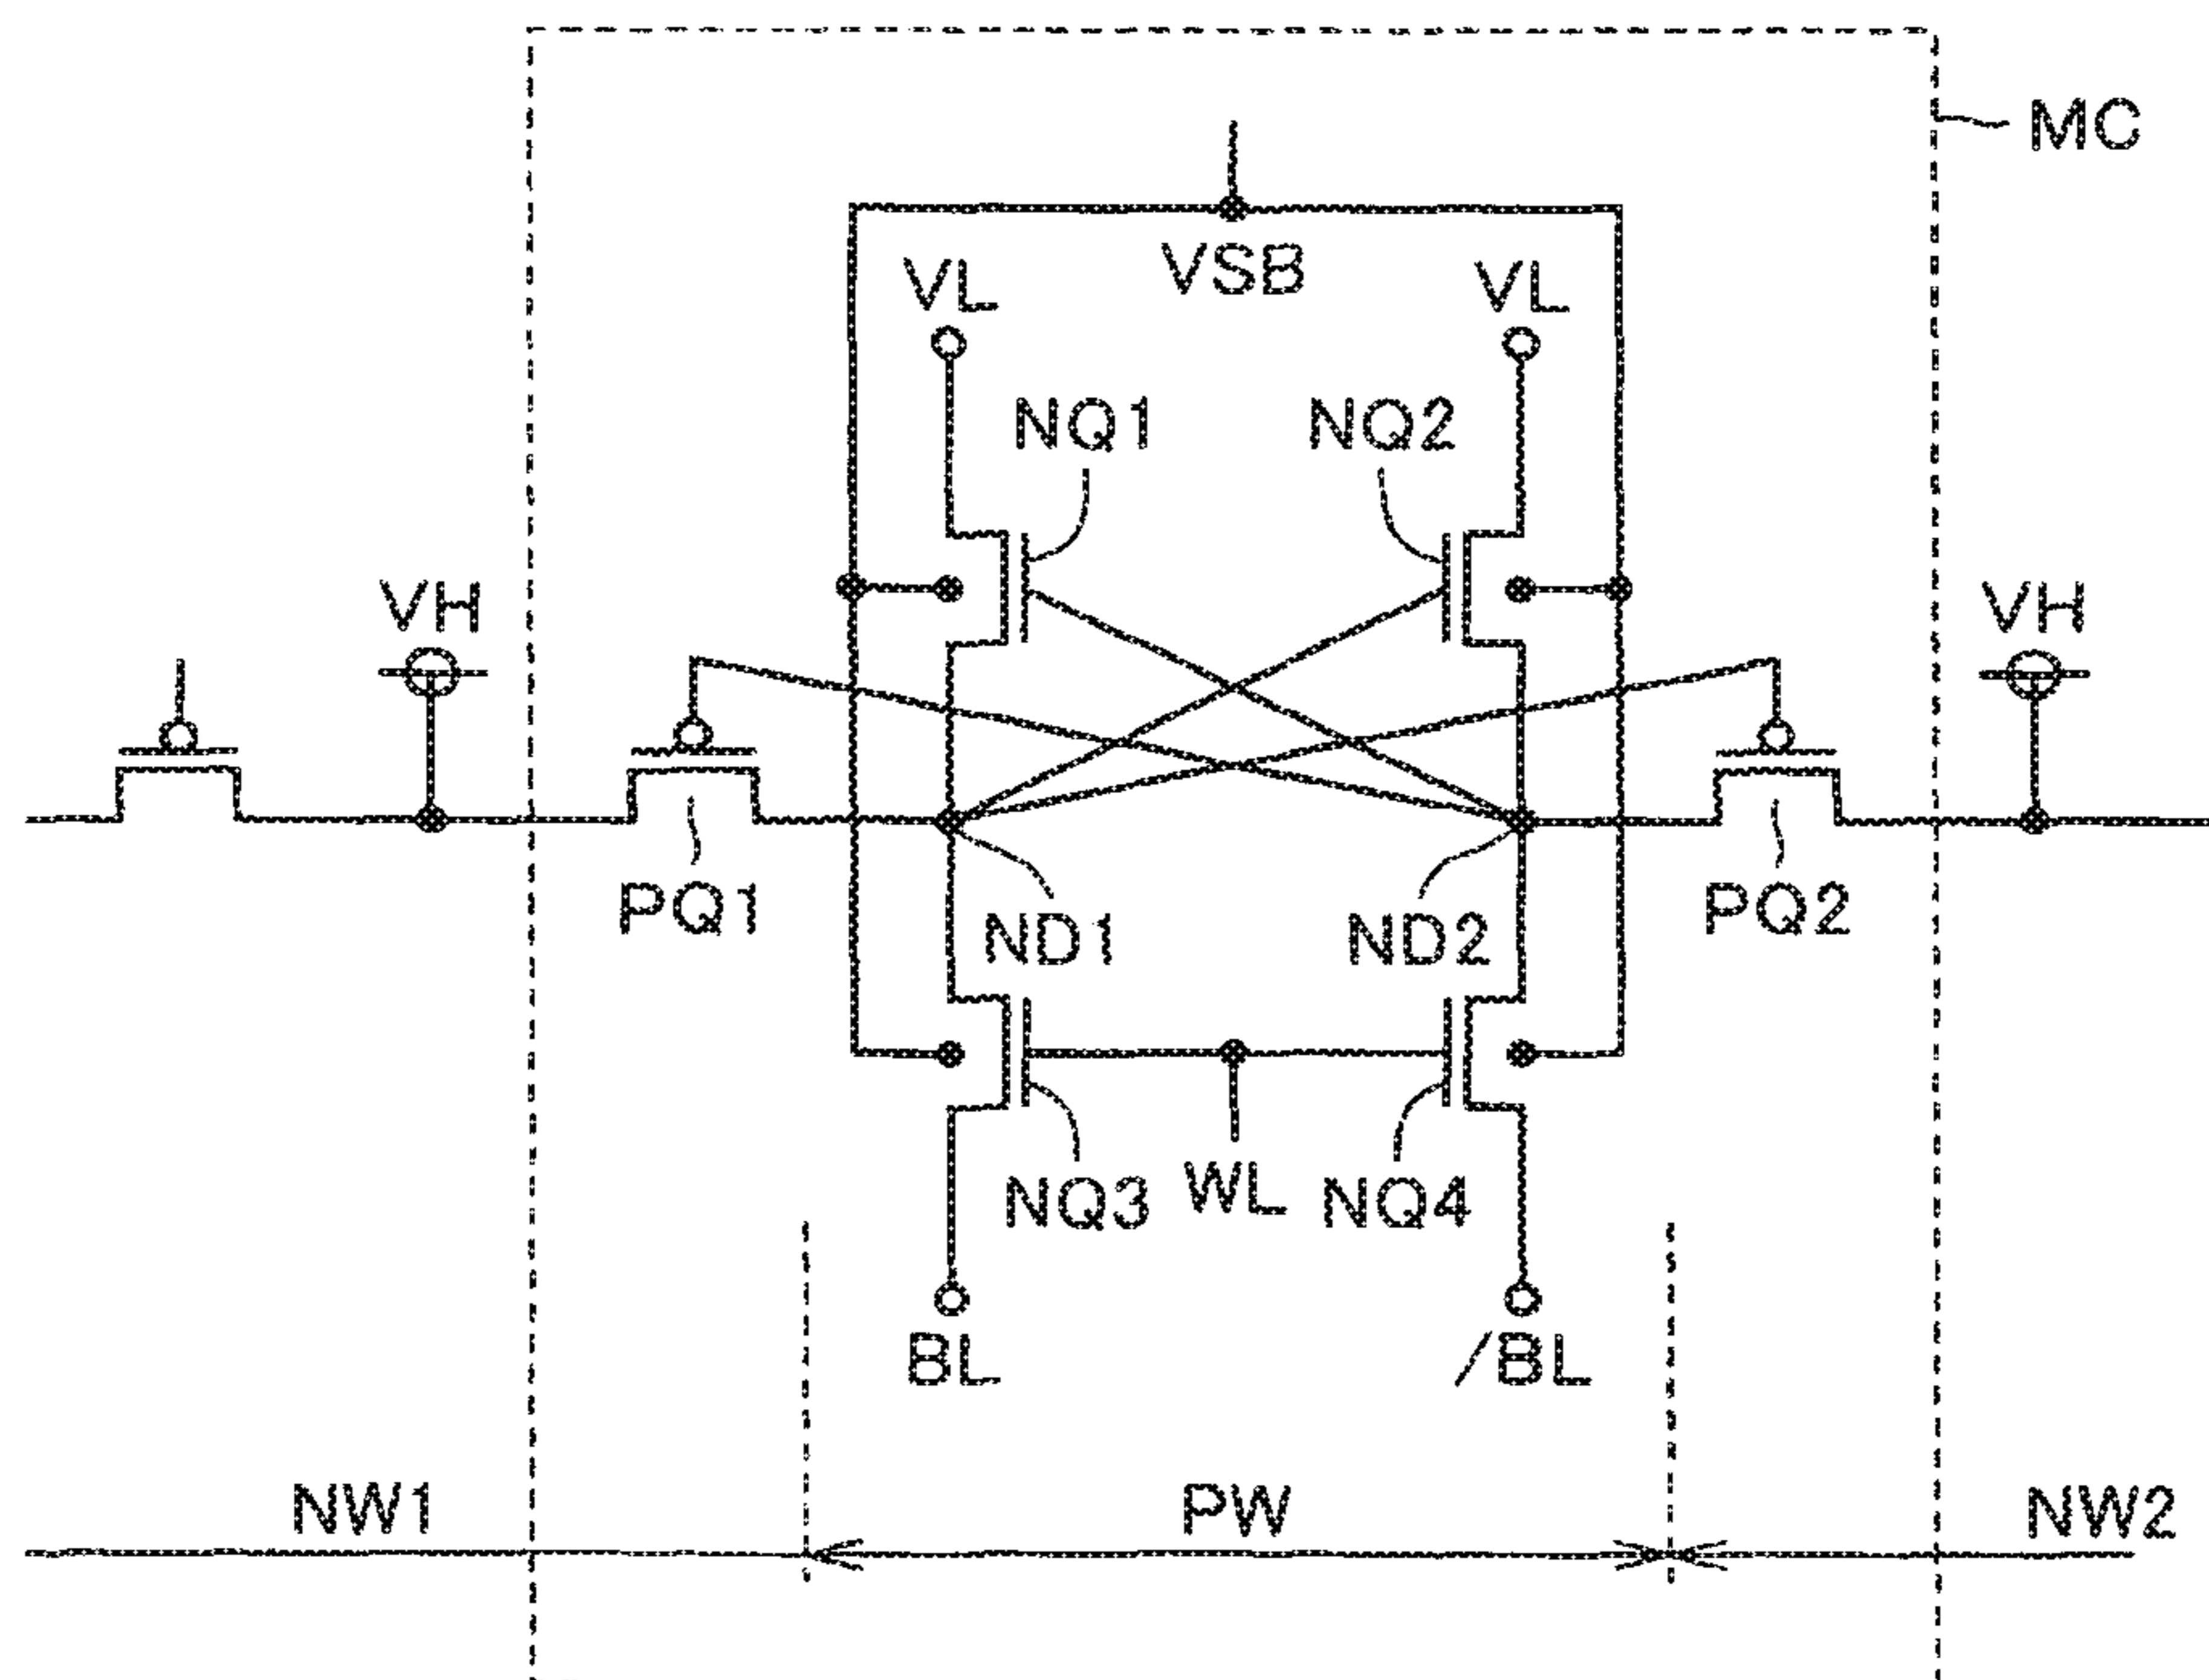 MC
VSB
VL VL
NQ1 NQ2
VH VH
PQ1 PQ2
ND1 ND2
NQ3 WL NQ4
BL /BL
NW1 PW NW2